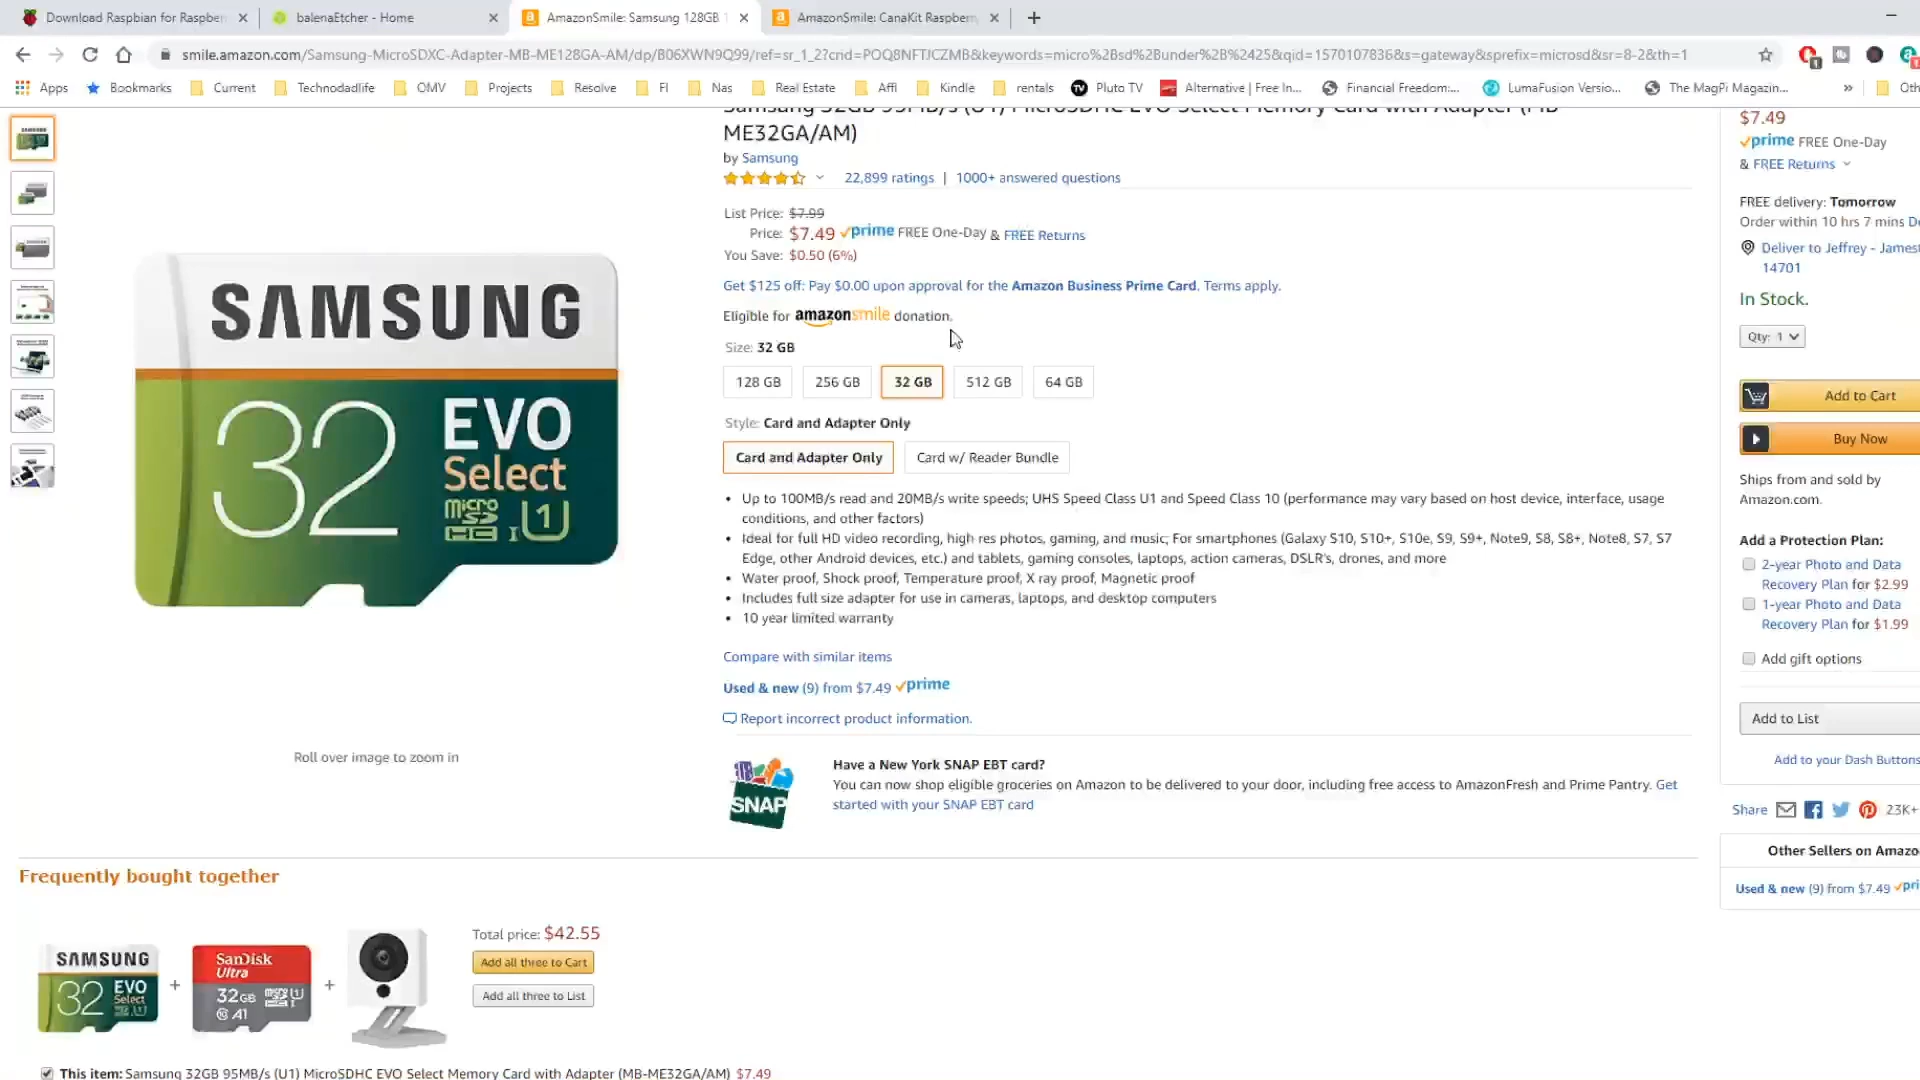 Download Raspbian for Raspber
balenaEtcher - Home
AmazonSmile: Samsung 128GB
AmazonSmile: CanaKit Raspberry
smile.amazon.com/Samsung-MicroSDXC-Adapter-MB-ME128GA-AM/dp/B06XWN9Q99/ref=sr_1_2?crid=POQ8NFTJCZMB&keywords=micro%2Bsd%2Bunder%2B%2425&qid=1570107836&s=gateway&sprefix=microsd&sr=8-2&th=1
Apps Bookmarks Current Technodadlife OMV Projects Resolve FI Nas Real Estate Affl Kindle rentals Pluto TV Alternative | Free In... Financial Freedom:... LumaFusion Versio... The MagPi Magazin... » Oth
Samsung 32GB 95MB/s (U1) MicroSDHC EVO Select Memory Card with Adapter (MB-
ME32GA/AM)
by Samsung
22,899 ratings | 1000+ answered questions
List Price: $7.99
Price: $7.49 prime FREE One-Day & FREE Returns
You Save: $0.50 (6%)
Get $125 off: Pay $0.00 upon approval for the Amazon Business Prime Card. Terms apply.
Eligible for amazonsmile donation.
Size: 32 GB
128 GB 256 GB 32 GB 512 GB 64 GB
Style: Card and Adapter Only
Card and Adapter Only Card w/ Reader Bundle
• Up to 100MB/s read and 20MB/s write speeds; UHS Speed Class U1 and Speed Class 10 (performance may vary based on host device, interface, usage
conditions, and other factors)
• Ideal for full HD video recording, high res photos, gaming, and music; For smartphones (Galaxy S10, S10+, S10e, S9, S9+, Note9, S8, S8+, Note8, S7, S7
Edge, other Android devices, etc.) and tablets, gaming consoles, laptops, action cameras, DSLR's, drones, and more
• Water proof, Shock proof, Temperature proof, X ray proof, Magnetic proof
• Includes full size adapter for use in cameras, laptops, and desktop computers
• 10 year limited warranty
Compare with similar items
Used & new (9) from $7.49 prime
Report incorrect product information.
SNAP
Have a New York SNAP EBT card?
You can now shop eligible groceries on Amazon to be delivered to your door, including free access to AmazonFresh and Prime Pantry. Get
started with your SNAP EBT card
SAMSUNG
32
EVO
Select
micro
SD
HC I U1
Roll over image to zoom in
$7.49
prime FREE One-Day
& FREE Returns
FREE delivery: Tomorrow
Order within 10 hrs 7 mins
Deliver to Jeffrey - James
14701
In Stock.
Qty: 1
Add to Cart
Buy Now
Ships from and sold by
Amazon.com.
Add a Protection Plan:
2-year Photo and Data
Recovery Plan for $2.99
1-year Photo and Data
Recovery Plan for $1.99
Add gift options
Add to List
Add to your Dash Buttons
Share 23K+
Other Sellers on Amazo
Used & new (9) from $7.49 pri
Frequently bought together
SAMSUNG
32 EVO
Select
SanDisk
Ultra
32GB
A1
+
+
Total price: $42.55
Add all three to Cart
Add all three to List
This item: Samsung 32GB 95MB/s (U1) MicroSDHC EVO Select Memory Card with Adapter (MB-ME32GA/AM) $7.49